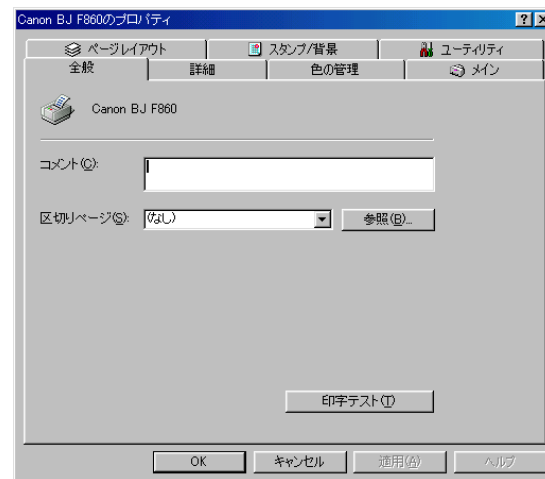 Canon BJ F860のプロパティ
ページレイアウト スタンプ/背景 ユーティリティ
全般 詳細 色の管理 メイン
Canon BJ F860
コメント(C):
区切りページ(S): (なし) 参照(B)...
印字テスト(T)
OK キャンセル 適用(A) ヘルプ